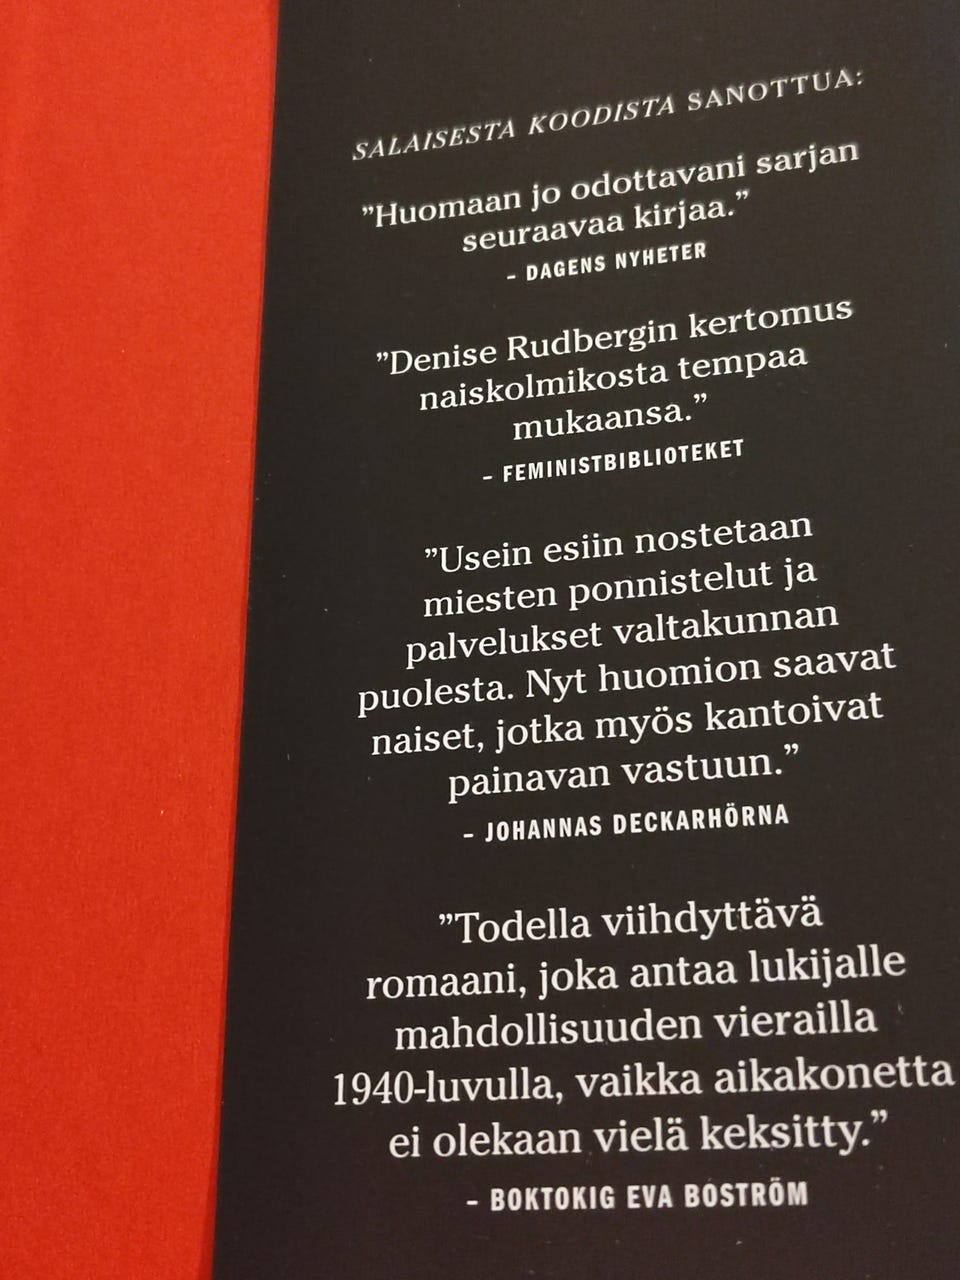 SALAISESTA KOODISTA SANOTTUA:
”Huomaan jo odottavani sarjan
seuraavaa kirjaa.”
– DAGENS NYHETER
”Denise Rudbergin kertomus
naiskolmikosta tempaa
mukaansa.”
– FEMINISTBIBLIOTEKET
”Usein esiin nostetaan
miesten ponnistelut ja
palvelukset valtakunnan
puolesta. Nyt huomion saavat
naiset, jotka myös kantoivat
painavan vastuun.”
– JOHANNAS DECKARHÖRNA
”Todella viihdyttävä
romaani, joka antaa lukijalle
mahdollisuuden vierailla
1940-luvulla, vaikka aikakonetta
ei olekaan vielä keksitty.”
– BOKTOKIG EVA BOSTRÖM